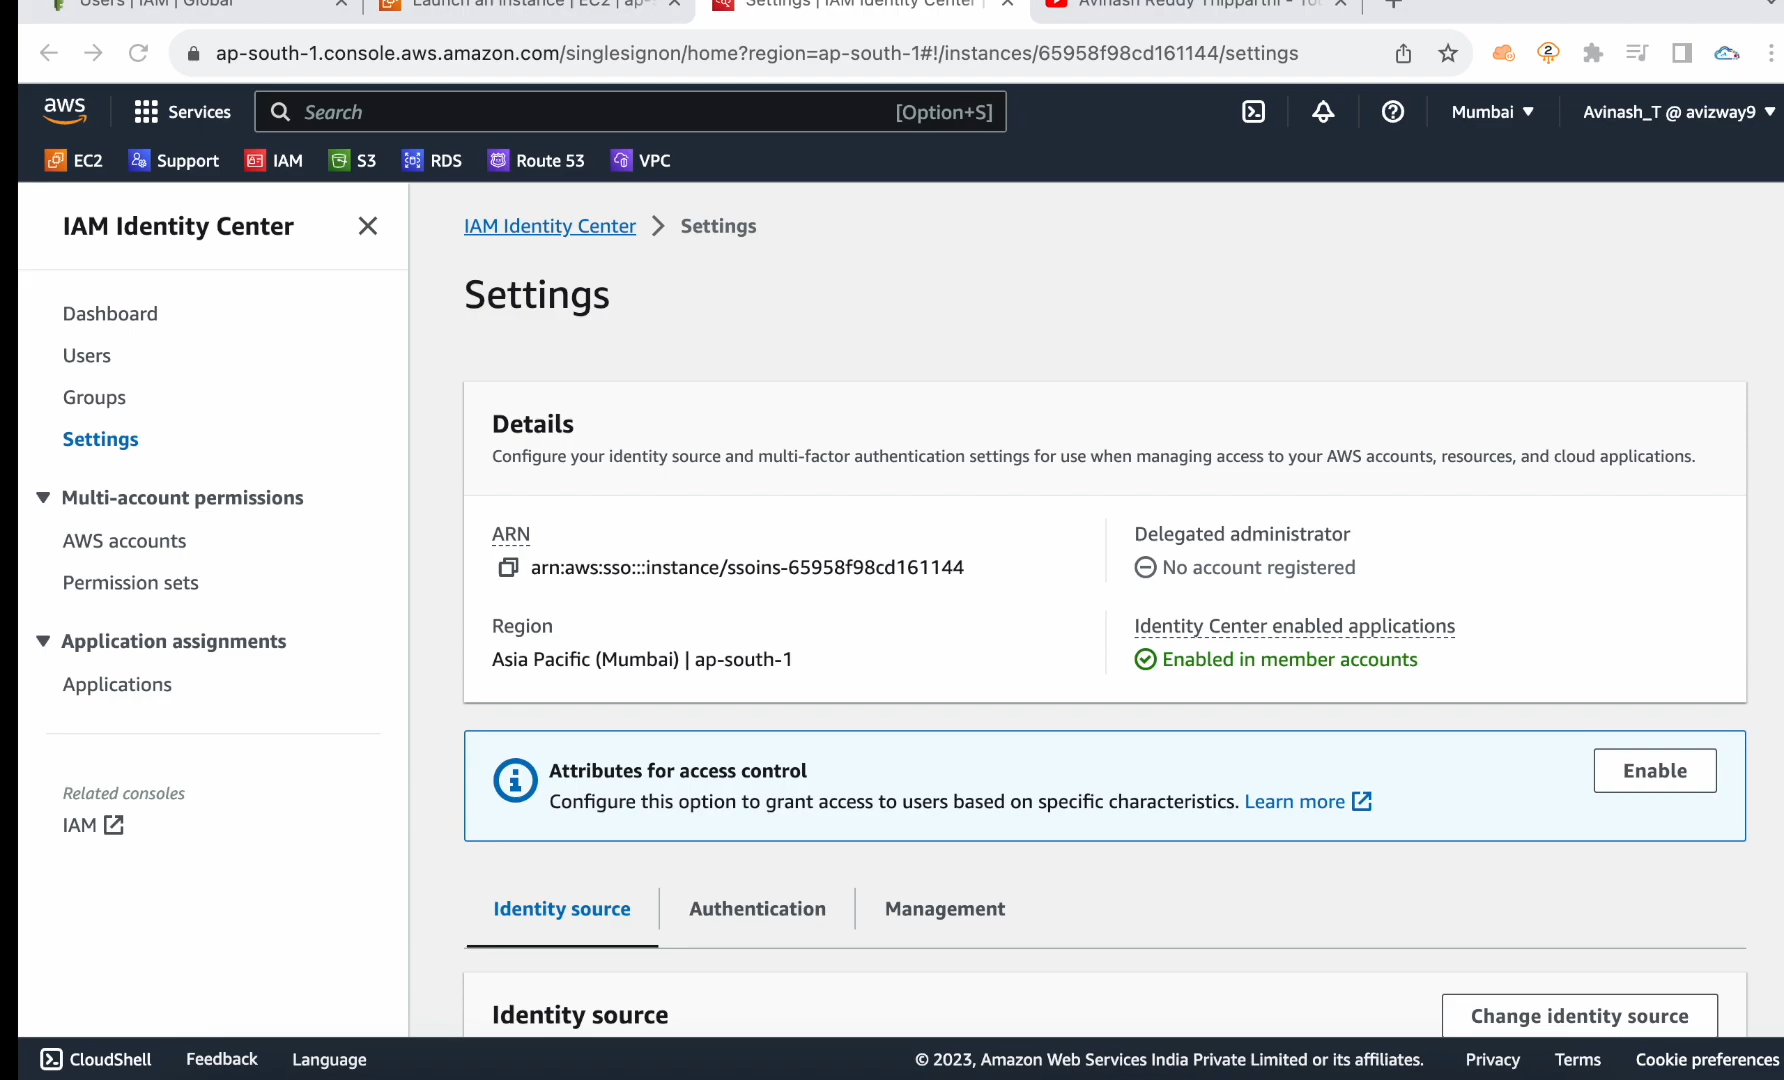 Users | IAM | Global
Launch an instance | EC2 | ap-
Settings | IAM Identity Center
Avinash Reddy Thipparthi - You
ap-south-1.console.aws.amazon.com/singlesignon/home?region=ap-south-1#!/instances/65958f98cd161144/settings
2
aws
Services
Search
[Option+S]
Mumbai
Avinash_T @ avizway9
EC2
Support
IAM
S3
RDS
Route 53
VPC
IAM Identity Center
Dashboard
Users
Groups
Settings
Multi-account permissions
AWS accounts
Permission sets
Application assignments
Applications
Related consoles
IAM
IAM Identity Center
Settings
Settings
Details
Configure your identity source and multi-factor authentication settings for use when managing access to your AWS accounts, resources, and cloud applications.
ARN
arn:aws:sso:::instance/ssoins-65958f98cd161144
Delegated administrator
No account registered
Region
Asia Pacific (Mumbai) | ap-south-1
Identity Center enabled applications
Enabled in member accounts
Attributes for access control
Configure this option to grant access to users based on specific characteristics. Learn more
Enable
Identity source
Authentication
Management
Identity source
Change identity source
CloudShell
Feedback
Language
© 2023, Amazon Web Services India Private Limited or its affiliates.
Privacy
Terms
Cookie preferences